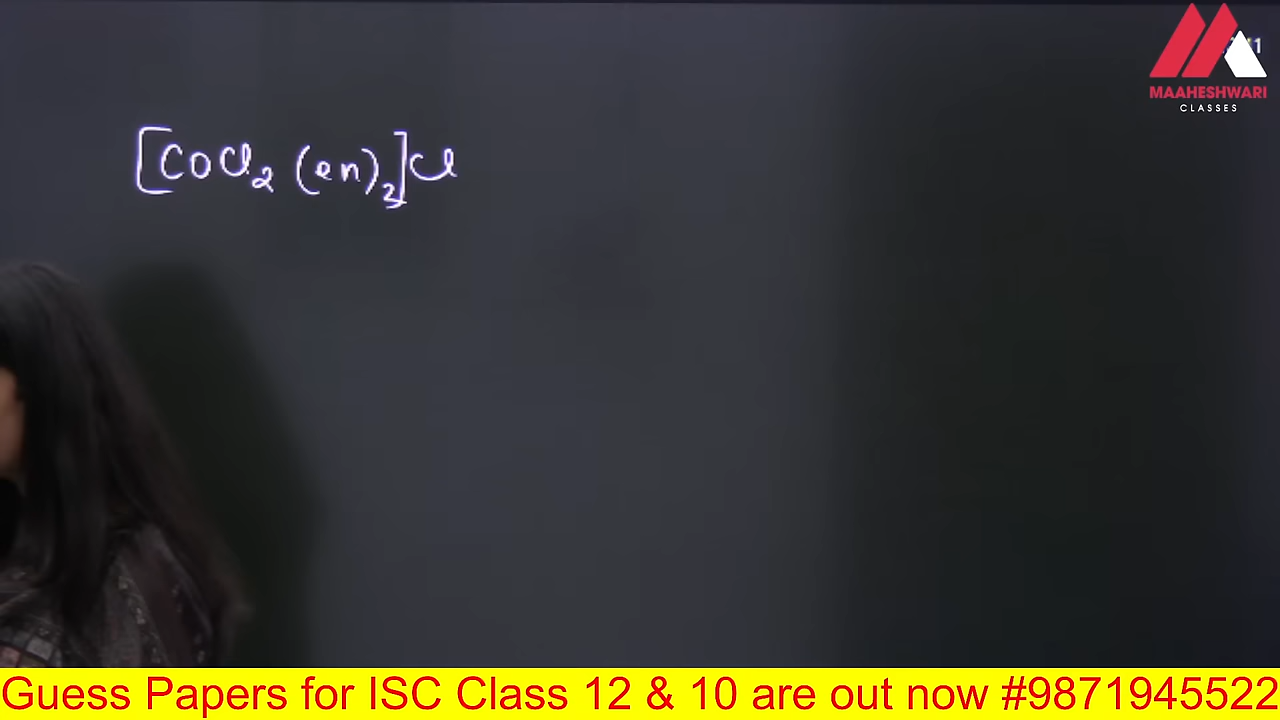 [COCl₂ (en)₂]Cl
MAAHESHWARI
CLASSES
Guess Papers for ISC Class 12 & 10 are out now #9871945522